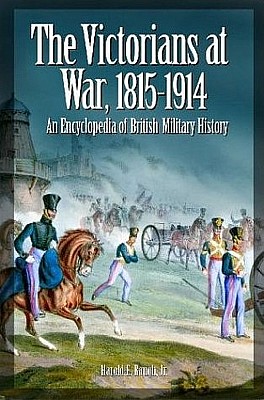 The Victorians at
War, 1815-1914
An Encyclopedia of British Military History
Harold E. Raugh, Jr.